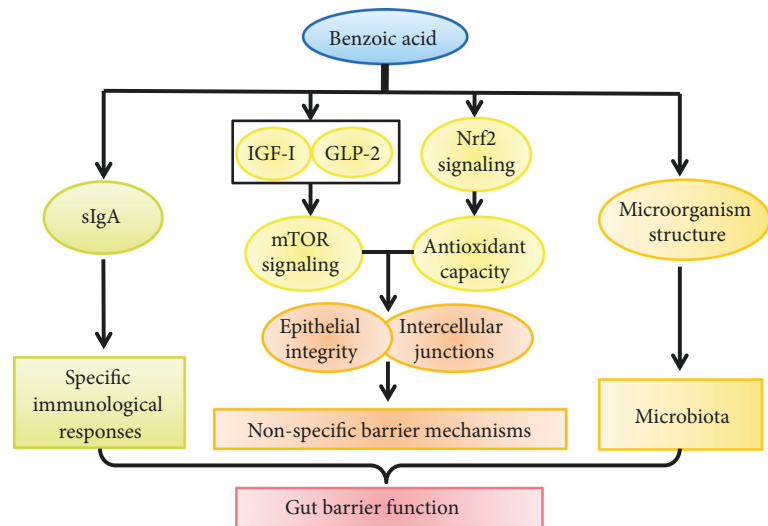 Benzoic acid
IGF-I
GLP-2
Nrf2
signaling
sIgA
mTOR
signaling
Antioxidant
capacity
Microorganism
structure
Epithelial
integrity
Intercellular
junctions
Specific
immunological
responses
Non-specific barrier mechanisms
Microbiota
Gut barrier function